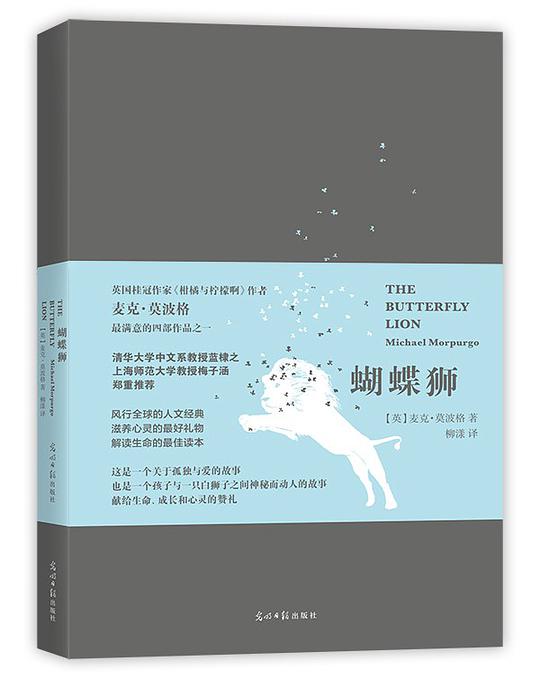 THE
BUTTERFLY
LION
Michael Morpurgo
蝴蝶狮
【英】麦克·莫波格 著
柳漾 译
英国桂冠作家《柑橘与柠檬啊》作者
麦克·莫波格
最满意的四部作品之一
清华大学中文系教授蓝棣之
上海师范大学教授梅子涵
郑重推荐
风行全球的人文经典
滋养心灵的最好礼物
解读生命的最佳读本
这是一个关于孤独与爱的故事
也是一个孩子与一只白狮子之间神秘而动人的故事
献给生命、成长和心灵的赞礼
光明日报出版社
THE
BUTTERFLY
LION
蝴蝶狮
Michael Morpurgo
【英】麦克·莫波格 著
柳漾 译
光明日报出版社